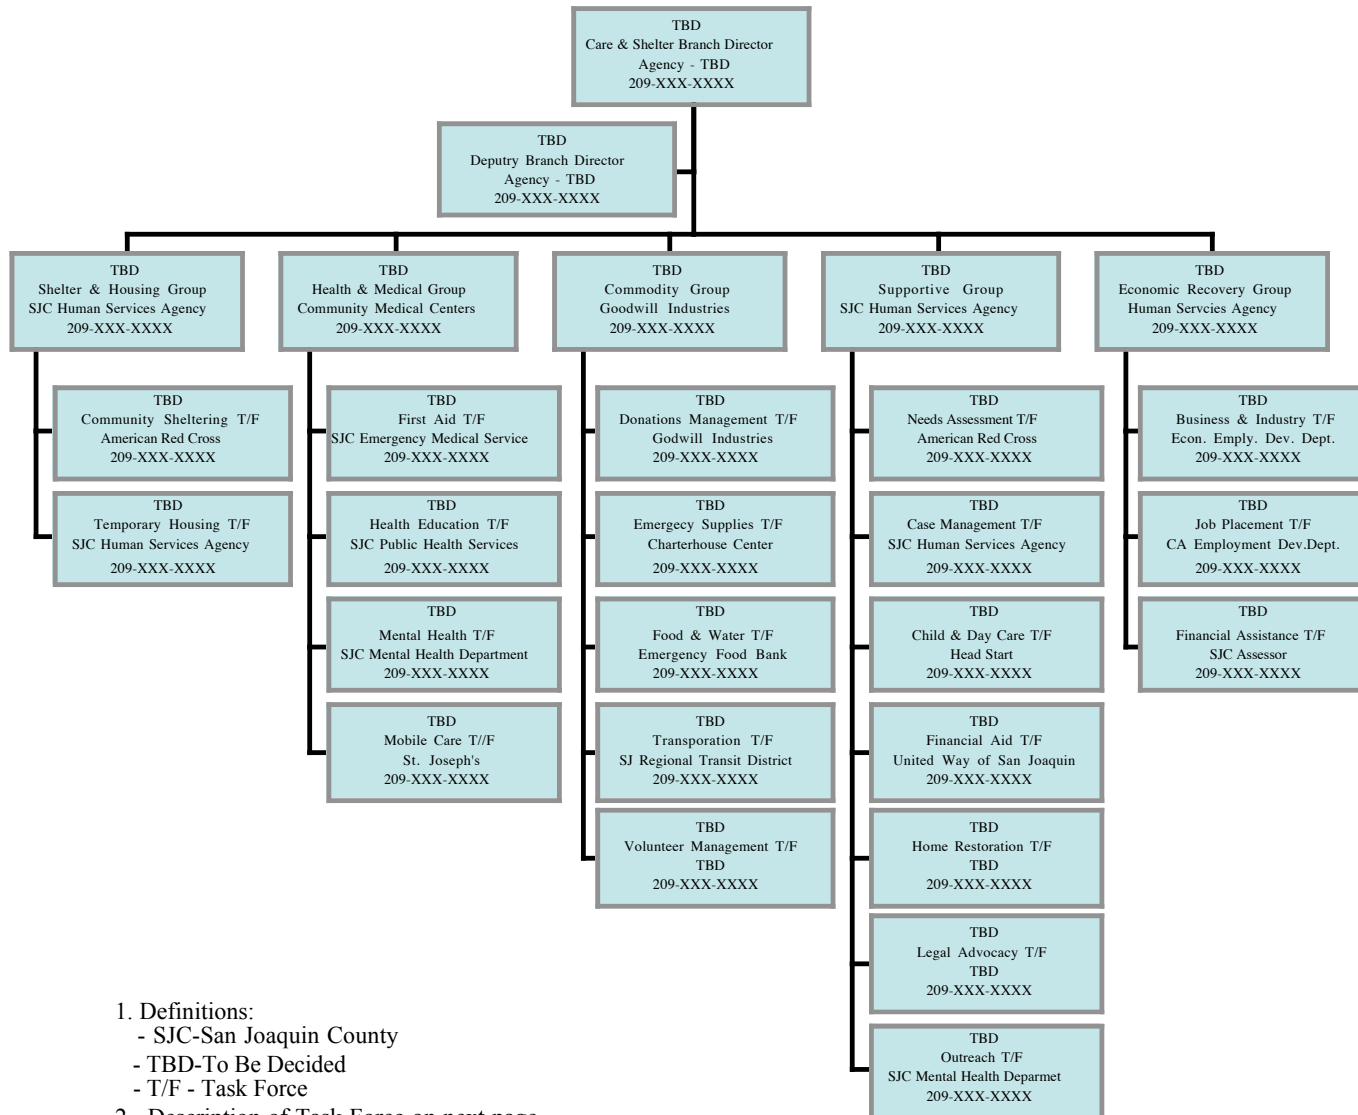 TBD
Care & Shelter Branch Director
Agency - TBD
209-XXX-XXXX
TBD
Deputry Branch Director
Agency - TBD
209-XXX-XXXX
TBD
Shelter & Housing Group
SJC Human Services Agency
209-XXX-XXXX
TBD
Health & Medical Group
Community Medical Centers
209-XXX-XXXX
TBD
Commodity Group
Goodwill Industries
209-XXX-XXXX
TBD
Supportive Group
SJC Human Services Agency
209-XXX-XXXX
TBD
Economic Recovery Group
Human Servcies Agency
209-XXX-XXXX
TBD
Community Sheltering T/F
American Red Cross
209-XXX-XXXX
TBD
Temporary Housing T/F
SJC Human Services Agency
209-XXX-XXXX
TBD
First Aid T/F
SJC Emergency Medical Service
209-XXX-XXXX
TBD
Health Education T/F
SJC Public Health Services
209-XXX-XXXX
TBD
Mental Health T/F
SJC Mental Health Department
209-XXX-XXXX
TBD
Mobile Care T//F
St. Joseph's
209-XXX-XXXX
TBD
Donations Management T/F
Godwill Industries
209-XXX-XXXX
TBD
Emergecy Supplies T/F
Charterhouse Center
209-XXX-XXXX
TBD
Food & Water T/F
Emergency Food Bank
209-XXX-XXXX
TBD
Transporation T/F
SJ Regional Transit District
209-XXX-XXXX
TBD
Volunteer Management T/F
TBD
209-XXX-XXXX
TBD
Needs Assessment T/F
American Red Cross
209-XXX-XXXX
TBD
Case Management T/F
SJC Human Services Agency
209-XXX-XXXX
TBD
Child & Day Care T/F
Head Start
209-XXX-XXXX
TBD
Financial Aid T/F
United Way of San Joaquin
209-XXX-XXXX
TBD
Home Restoration T/F
TBD
209-XXX-XXXX
TBD
Legal Advocacy T/F
TBD
209-XXX-XXXX
TBD
Outreach T/F
SJC Mental Health Deparmet
209-XXX-XXXX
TBD
Business & Industry T/F
Econ. Emply. Dev. Dept.
209-XXX-XXXX
TBD
Job Placement T/F
CA Employment Dev.Dept.
209-XXX-XXXX
TBD
Financial Assistance T/F
SJC Assessor
209-XXX-XXXX
1. Definitions:
- SJC-San Joaquin County
- TBD-To Be Decided
- T/F - Task Force
2. Description of Task Force on next page